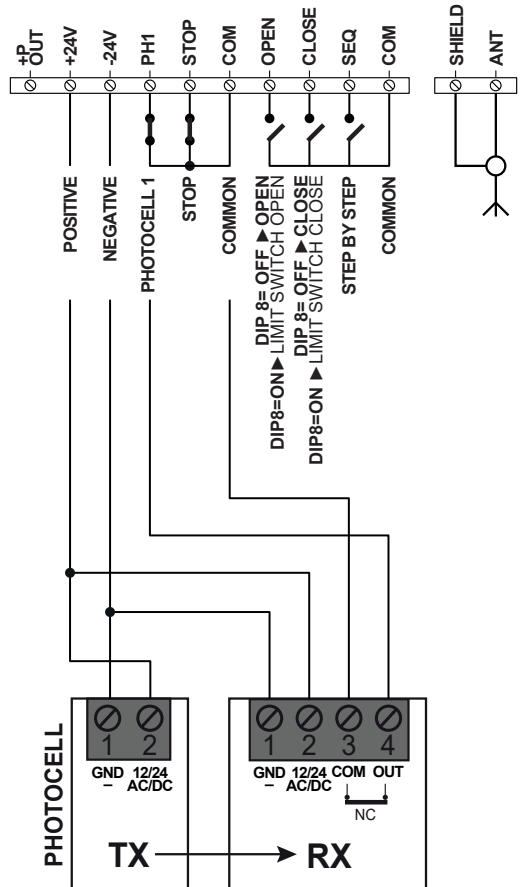 +P
OUT
+24V
-24V
PH1
STOP
COM
OPEN
CLOSE
SEQ
COM
SHIELD
ANT
POSITIVE
NEGATIVE
PHOTOCELL 1
STOP
COMMON
DIP 8= OFF ▶ OPEN
DIP8=ON▶LIMIT SWITCH OPEN
DIP 8= OFF ▶ CLOSE
DIP8=ON ▶ LIMIT SWITCH CLOSE
STEP BY STEP
COMMON
PHOTOCELL
1 2
GND 12/24
– AC/DC
TX
1 2 3 4
GND 12/24 COM OUT
– AC/DC
NC
RX